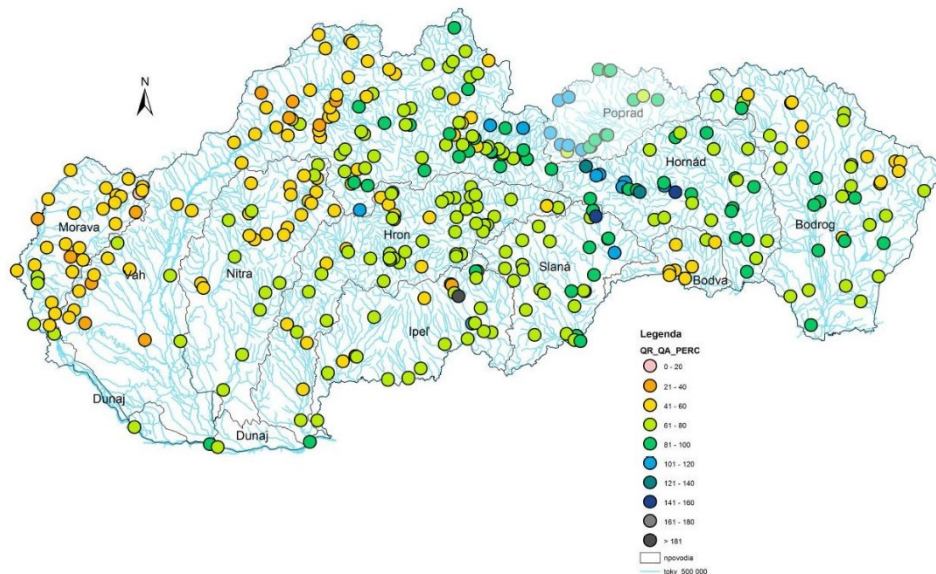 N
Poprad
Hornád
Morava
Bodrog
Hron
Váh
Nitra
Slaná
Bodva
Ipeľ
Dunaj
Dunaj
Legenda
QR_QA_PERC
0 - 20
21 - 40
41 - 60
61 - 80
81 - 100
101 - 120
121 - 140
141 - 160
161 - 180
> 181
npovodia
toky_500 000